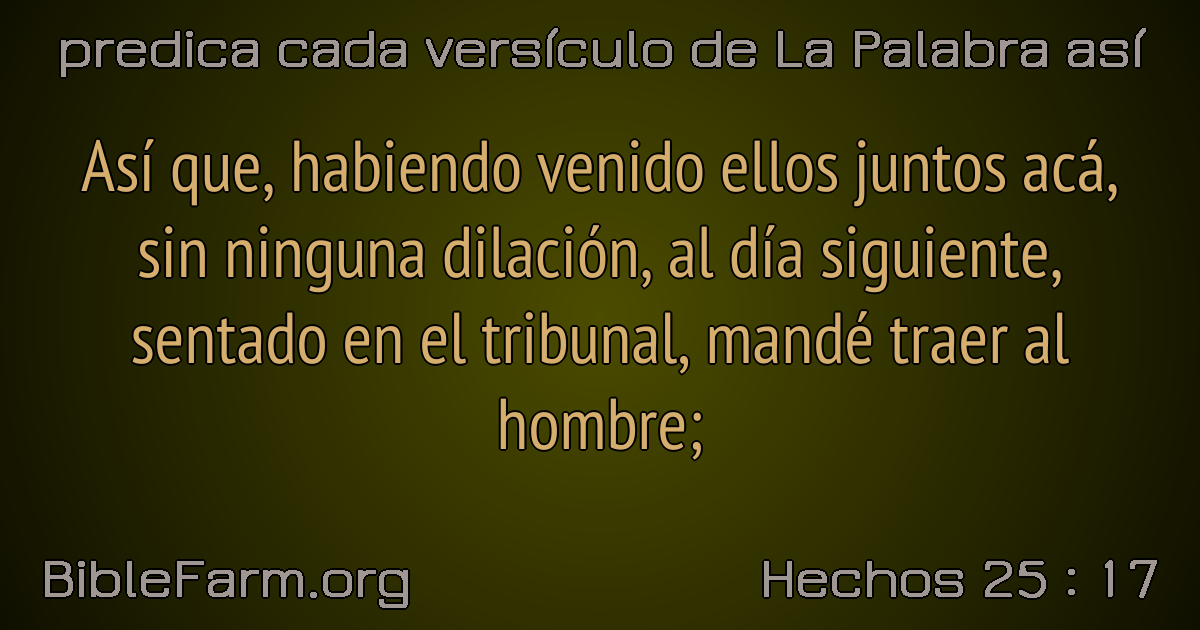 predica cada versículo de La Palabra así
Así que, habiendo venido ellos juntos acá,
sin ninguna dilación, al día siguiente,
sentado en el tribunal, mandé traer al
hombre;
BibleFarm.org
Hechos 25 : 17